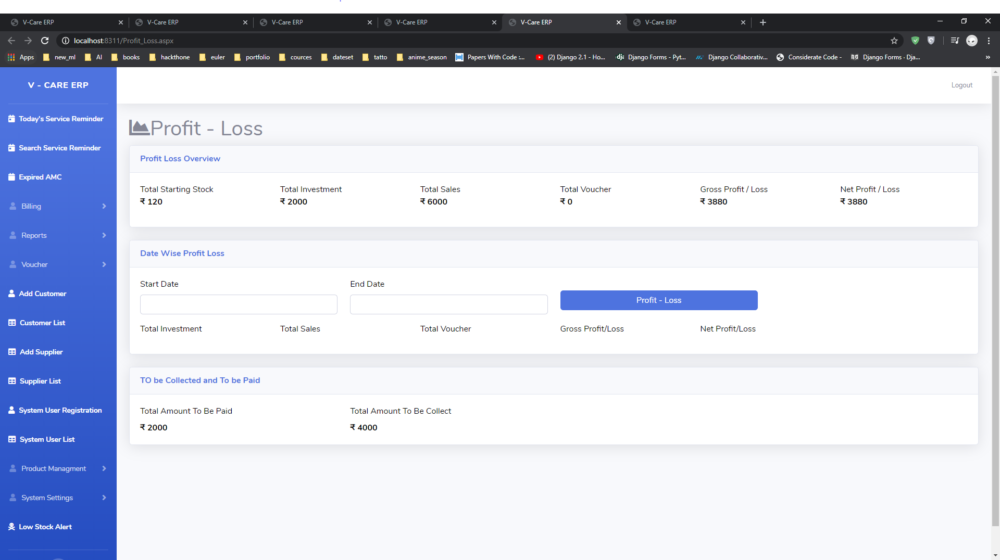 V-Care ERP V-Care ERP V-Care ERP V-Care ERP V-Care ERP V-Care ERP
localhost:8311/Profit_Loss.aspx
Apps new_ml AI books hackthone euler portfolio cources dateset tatto anime_season Papers With Code :... (2) Django 2.1 - Ho... dj Django Forms - Pyt... Django Collaborativ... Considerate Code - Django Forms · Dja... »
V - CARE ERP
Logout
Today's Service Reminder
Search Service Reminder
Expired AMC
Billing
Reports
Voucher
Add Customer
Customer List
Add Supplier
Supplier List
System User Registration
System User List
Product Managment
System Settings
Low Stock Alert
Profit - Loss
Profit Loss Overview
Total Starting Stock Total Investment Total Sales Total Voucher Gross Profit / Loss Net Profit / Loss
₹ 120 ₹ 2000 ₹ 6000 ₹ 0 ₹ 3880 ₹ 3880
Date Wise Profit Loss
Start Date End Date
Profit - Loss
Total Investment Total Sales Total Voucher Gross Profit/Loss Net Profit/Loss
TO be Collected and To be Paid
Total Amount To Be Paid Total Amount To Be Collect
₹ 2000 ₹ 4000